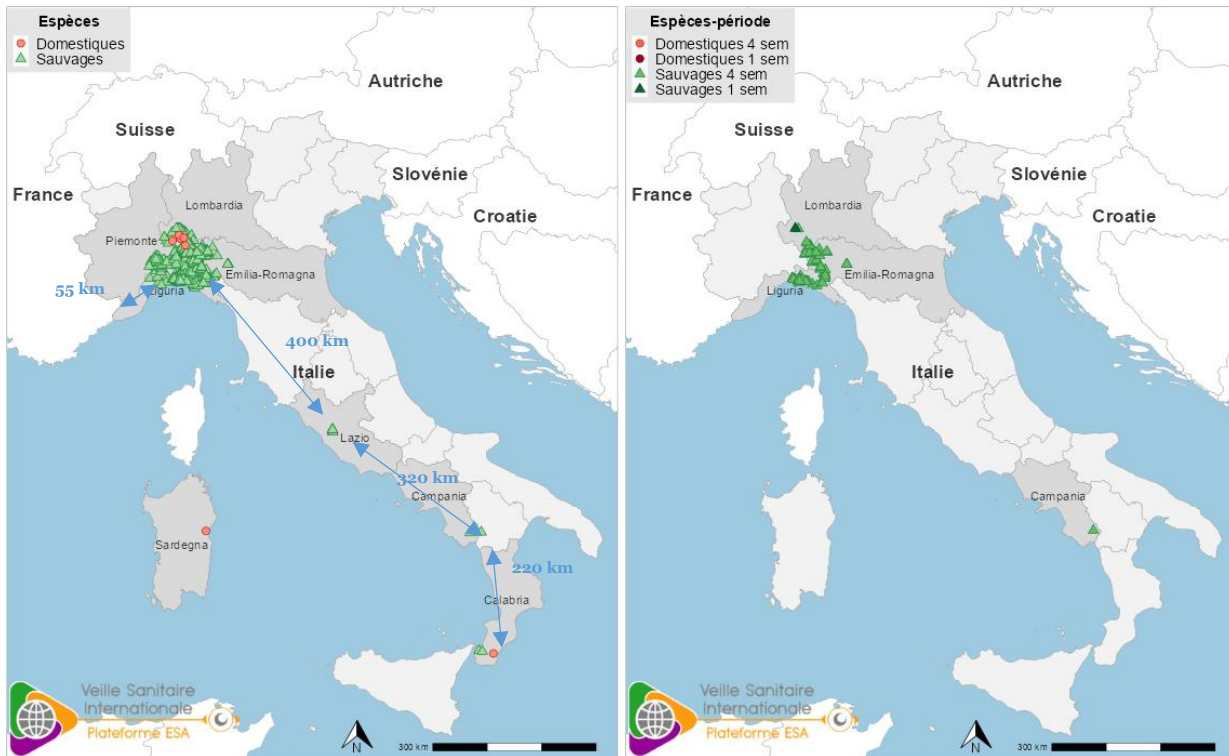 Espèces
Domestiques
Sauvages
Autriche
Suisse
Slovénie
France
Croatie
Lombardia
Piemonte
Emilia-Romagna
55 km
Liguria
400 km
Italie
Lazio
320 km
Campania
Sardegna
220 km
Calabria
Veille Sanitaire
Internationale
Plateforme ESA
N
300 km
Espèces-période
Domestiques 4 sem
Domestiques 1 sem
Sauvages 4 sem
Sauvages 1 sem
Autriche
Suisse
Slovénie
France
Croatie
Lombardia
Emilia-Romagna
Liguria
Italie
Campania
Veille Sanitaire
Internationale
Plateforme ESA
N
300 km